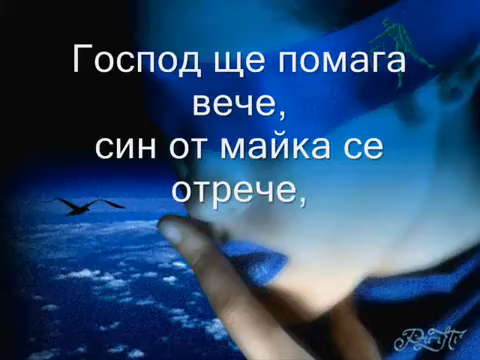 Господ ще помага
вече,
син от майка се
отрече,